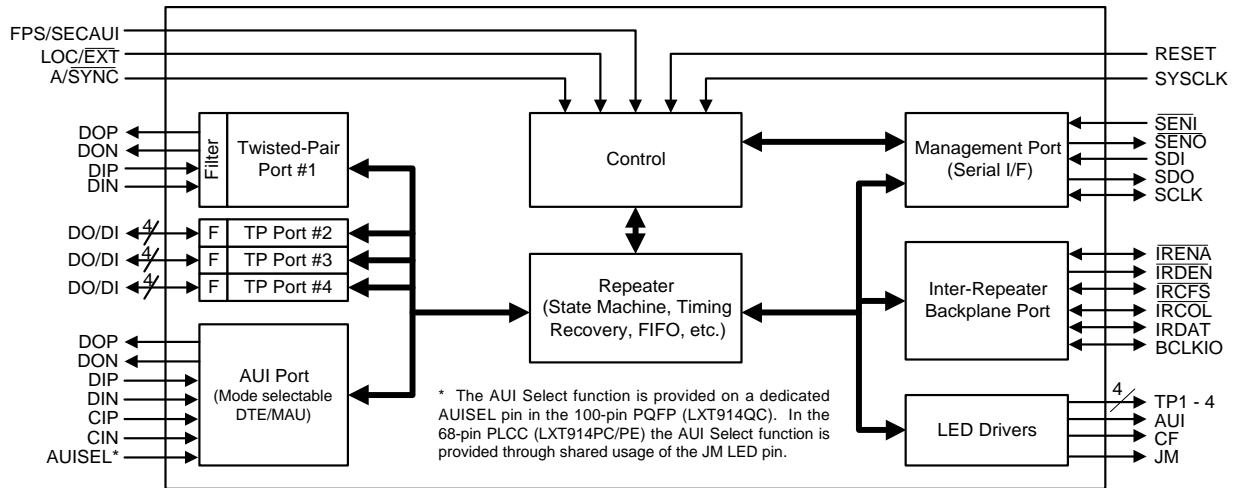 FPS/SECAUI
LOC/EXT
A/SYNC
RESET
SYSCLK
DOP
DON
DIP
DIN
Filter
Twisted-Pair
Port #1
Control
Management Port
(Serial I/F)
SENI
SENO
SDI
SDO
SCLK
DO/DI
4
F
TP Port #2
DO/DI
4
F
TP Port #3
DO/DI
4
F
TP Port #4
Repeater
(State Machine, Timing
Recovery, FIFO, etc.)
Inter-Repeater
Backplane Port
IRENA
IRDEN
IRCFS
IRCOL
IRDAT
BCLKIO
DOP
DON
DIP
DIN
CIP
CIN
AUISEL*
AUI Port
(Mode selectable
DTE/MAU)
* The AUI Select function is provided on a dedicated
AUISEL pin in the 100-pin PQFP (LXT914QC). In the
68-pin PLCC (LXT914PC/PE) the AUI Select function is
provided through shared usage of the JM LED pin.
LED Drivers
4
TP1 - 4
AUI
CF
JM